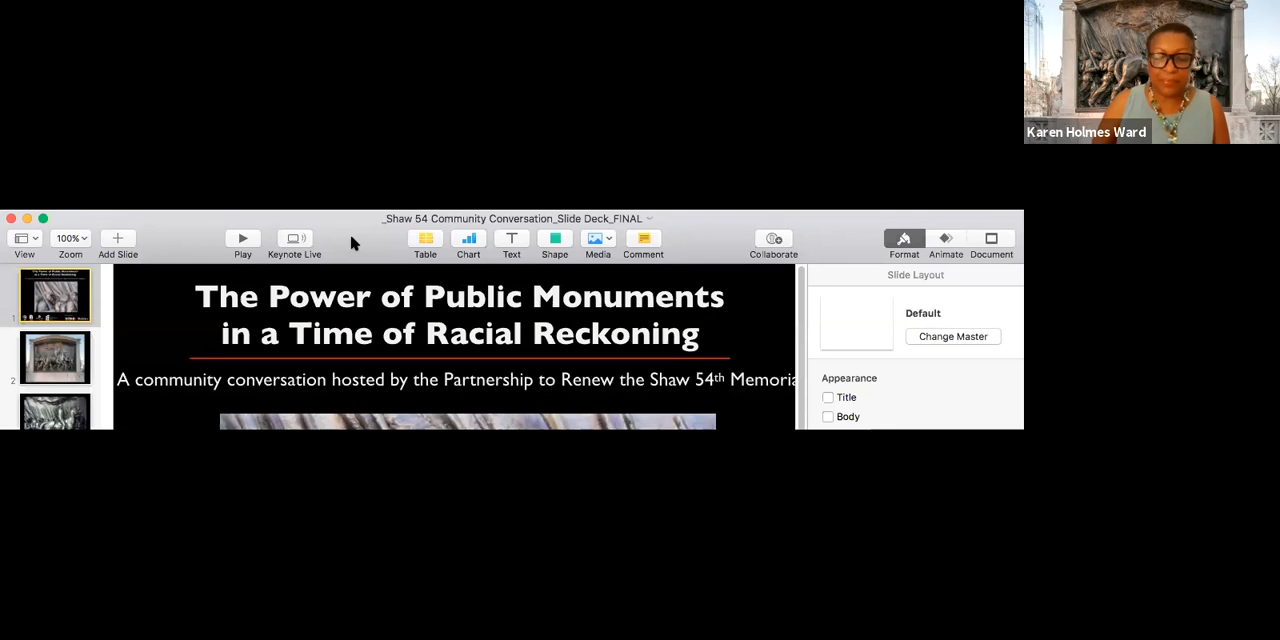 Karen Holmes Ward
_Shaw 54 Community Conversation_Slide Deck_FINAL
100%
View
Zoom
Add Slide
Play
Keynote Live
Table
Chart
Text
Shape
Media
Comment
Collaborate
Format
Animate
Document
The Power of Public Monuments
in a Time of Racial Reckoning
A community conversation hosted by the Partnership to Renew the Shaw 54th Memoria
1
2
Slide Layout
Default
Change Master
Appearance
Title
Body